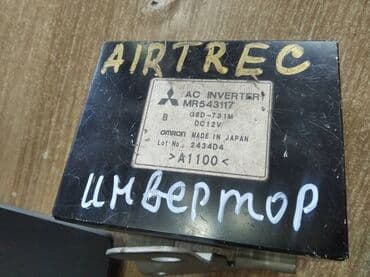 AIRTREC
AC INVERTER
MR543117
B G8D-731M
DC12V
OMRON MADE IN JAPAN
Lot No. 2434D4
>A1100<
инвертор